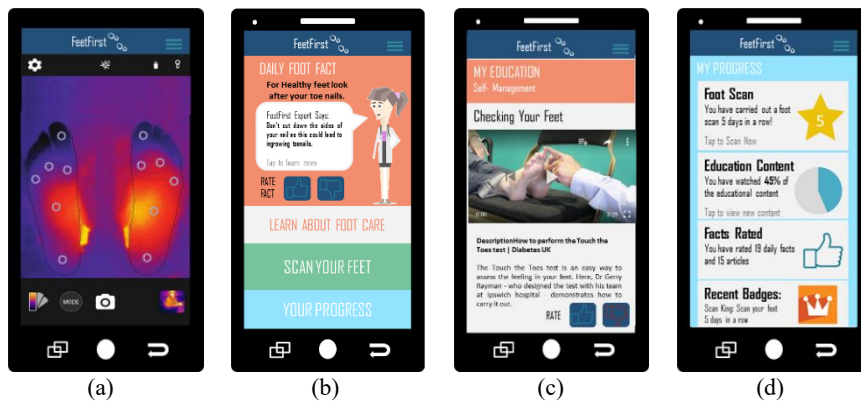 FeetFirst
MODE
(a)
FeetFirst
DAILY FOOT FACT
For Healthy feet look
after your toe nails.
FootFirst Expert Says:
Don't cut down the sides of
your nail as this could lead to
ingrowing toenails.
Tap to learn more
RATE
FACT
LEARN ABOUT FOOT CARE
SCAN YOUR FEET
YOUR PROGRESS
(b)
FeetFirst
MY EDUCATION
Self- Management
Checking Your Feet
0:00
DescriptionHow to perform the Touch the
Toes test | Diabetes UK
The Touch the Toes test is an easy way to
assess the feeling in your feet. Here, Dr Gerry
Rayman - who designed the test with his team
at Ipswich hospital - demonstrates how to
carry it out.
RATE
(c)
FeetFirst
MY PROGRESS
Foot Scan
You have carried out a foot
scan 5 days in a row!
5
Tap to Scan Now
Education Content
You have watched 45% of
the educational content
Tap to view new content
Facts Rated
You have rated 19 daily facts
and 15 articles
Recent Badges:
Scan King: Scan your feet
5 days in a row
(d)